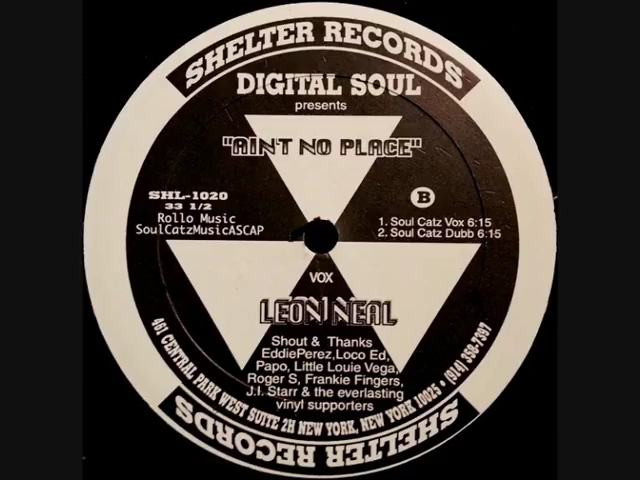 SHELTER RECORDS
DIGITAL SOUL
presents
"AIN'T NO PLACE"
SHL-1020
33 1/2
Rollo Music
SoulCatzMusicASCAP
B
1. Soul Catz Vox 6:15
2. Soul Catz Dubb 6:15
VOX
LEON NEAL
Shout & Thanks
EddiePerez,Loco Ed,
Papo, Little Louie Vega,
Roger S, Frankie Fingers,
J.I. Starr & the everlasting
vinyl supporters
461 CENTRAL PARK WEST SUITE 2H NEW YORK, NEW YORK 10025 • (914) 358-7397
SHELTER RECORDS